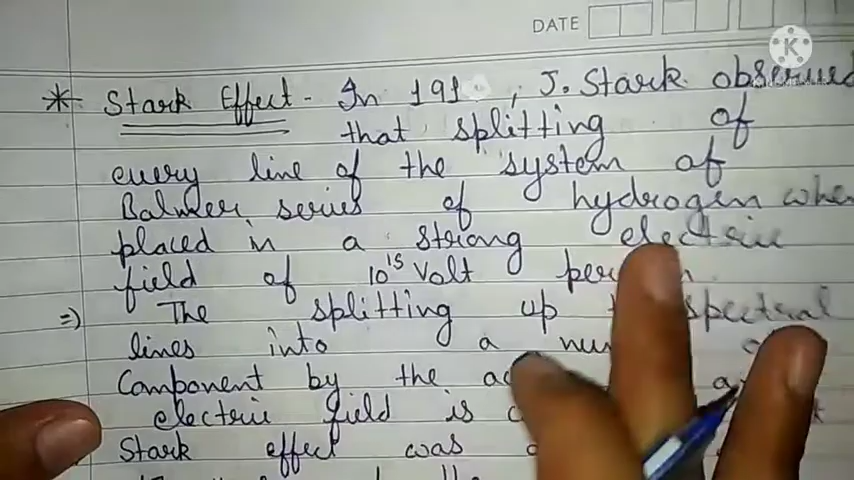 DATE
K
* Stark Effect - In 191 , J. Stark observed
that splitting of
every line of the system of
Balmer series of hydrogen when
placed in a strong electric
field of 10¹⁵ Volt per
=) The splitting up spectral
lines into a
Component by the
electric field is
Stark effect was